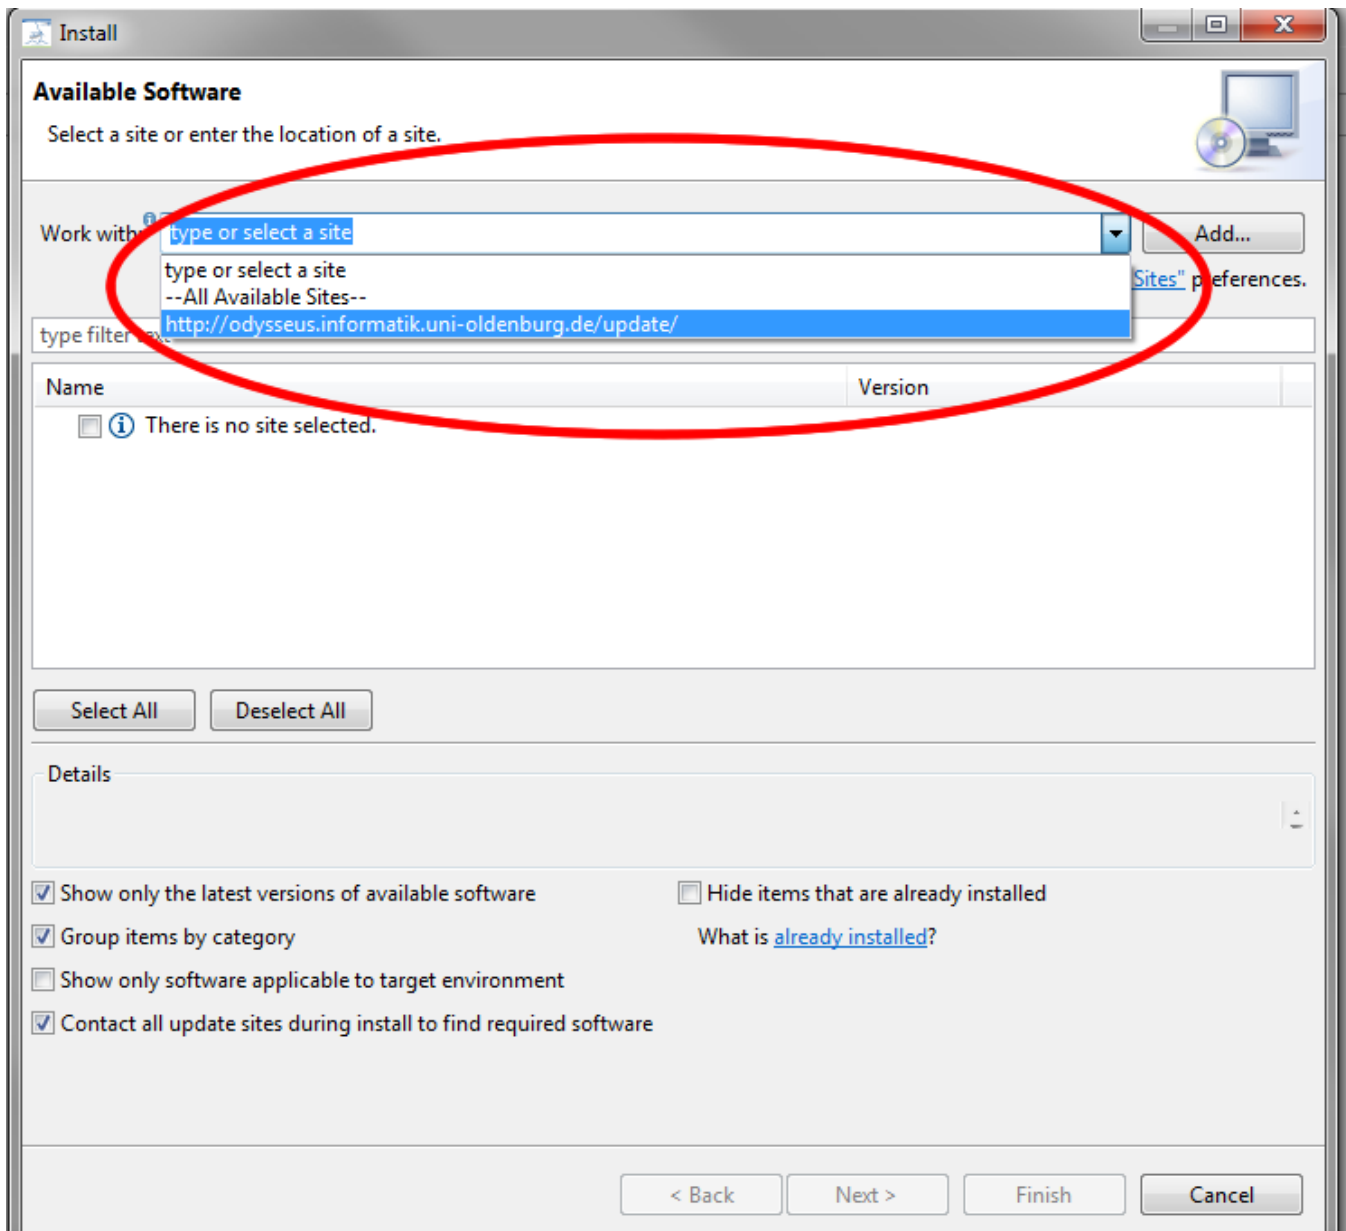 Install
Available Software
Select a site or enter the location of a site.
Work with: type or select a site Add...
type or select a site
--All Available Sites--
http://odysseus.informatik.uni-oldenburg.de/update/
Sites" preferences.
type filter text
Name Version
There is no site selected.
Select All Deselect All
Details
Show only the latest versions of available software Hide items that are already installed
Group items by category What is already installed?
Show only software applicable to target environment
Contact all update sites during install to find required software
< Back Next > Finish Cancel